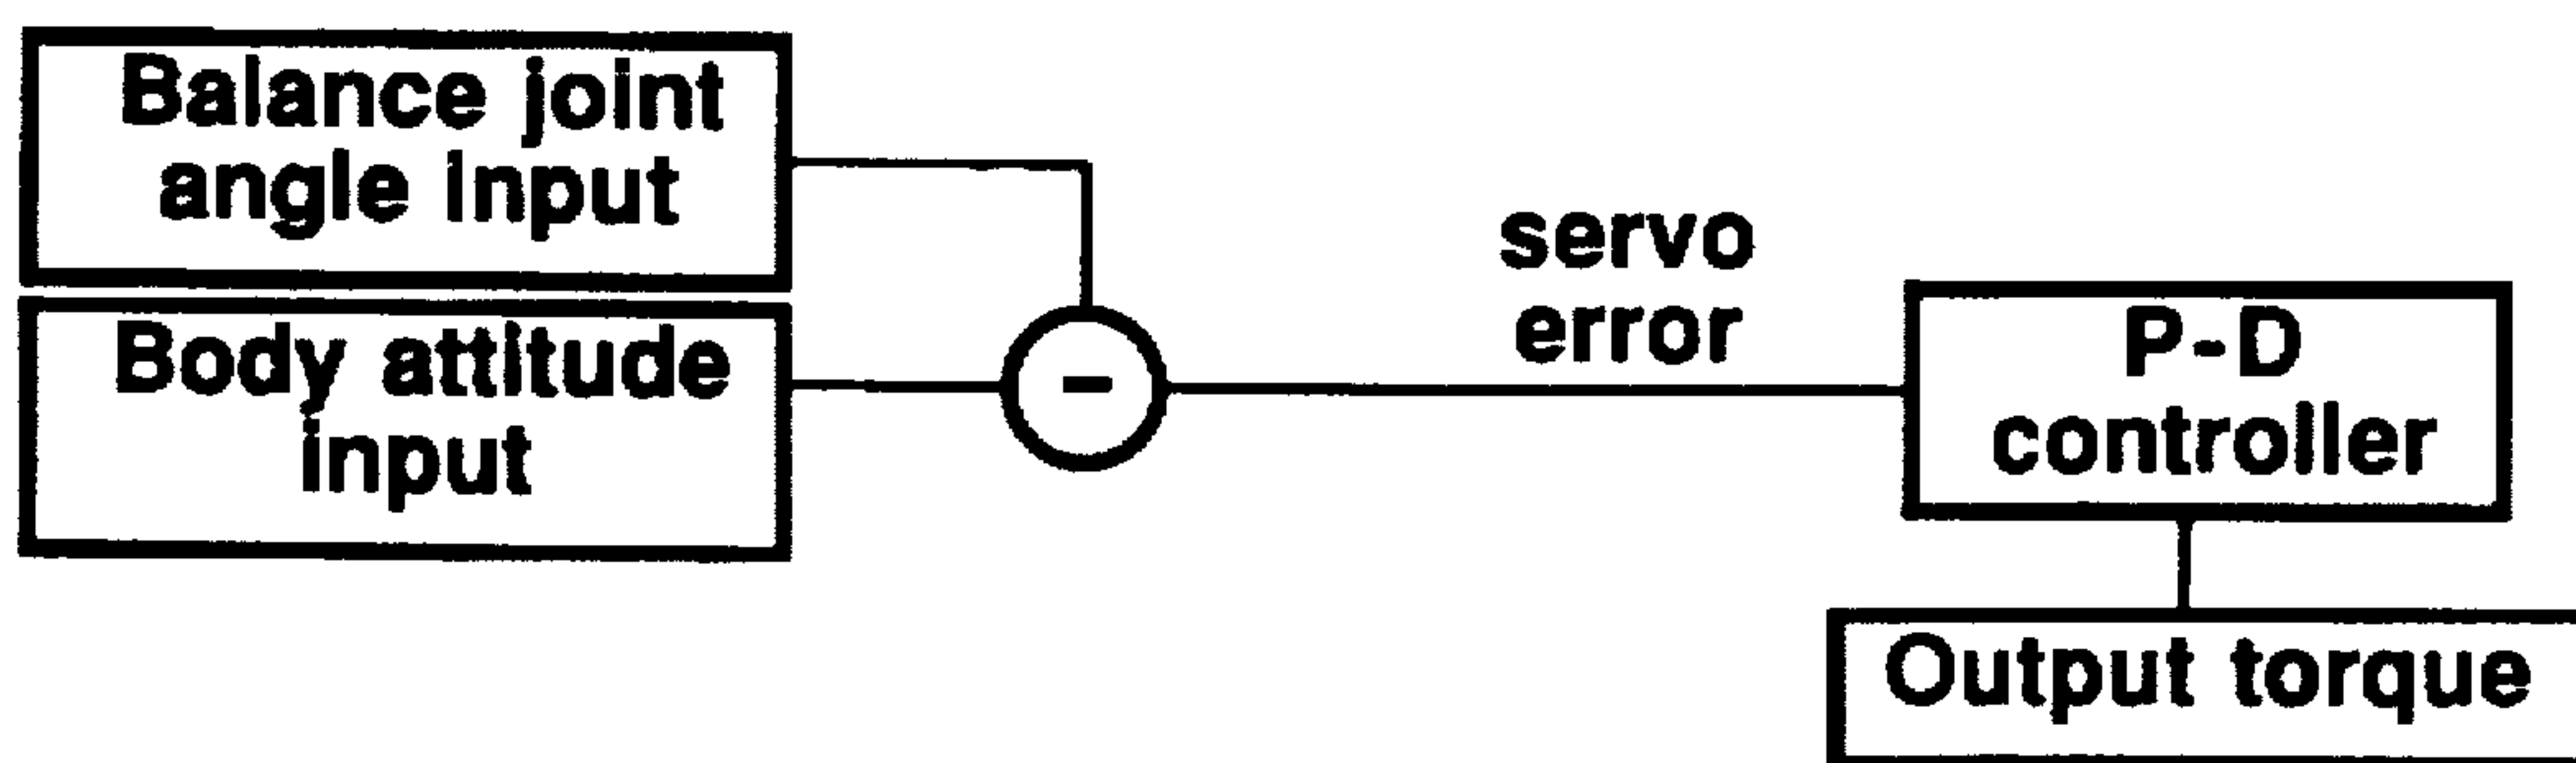 Balance joint
angle input
Body attitude
input
-
servo
error
P-D
controller
Output torque